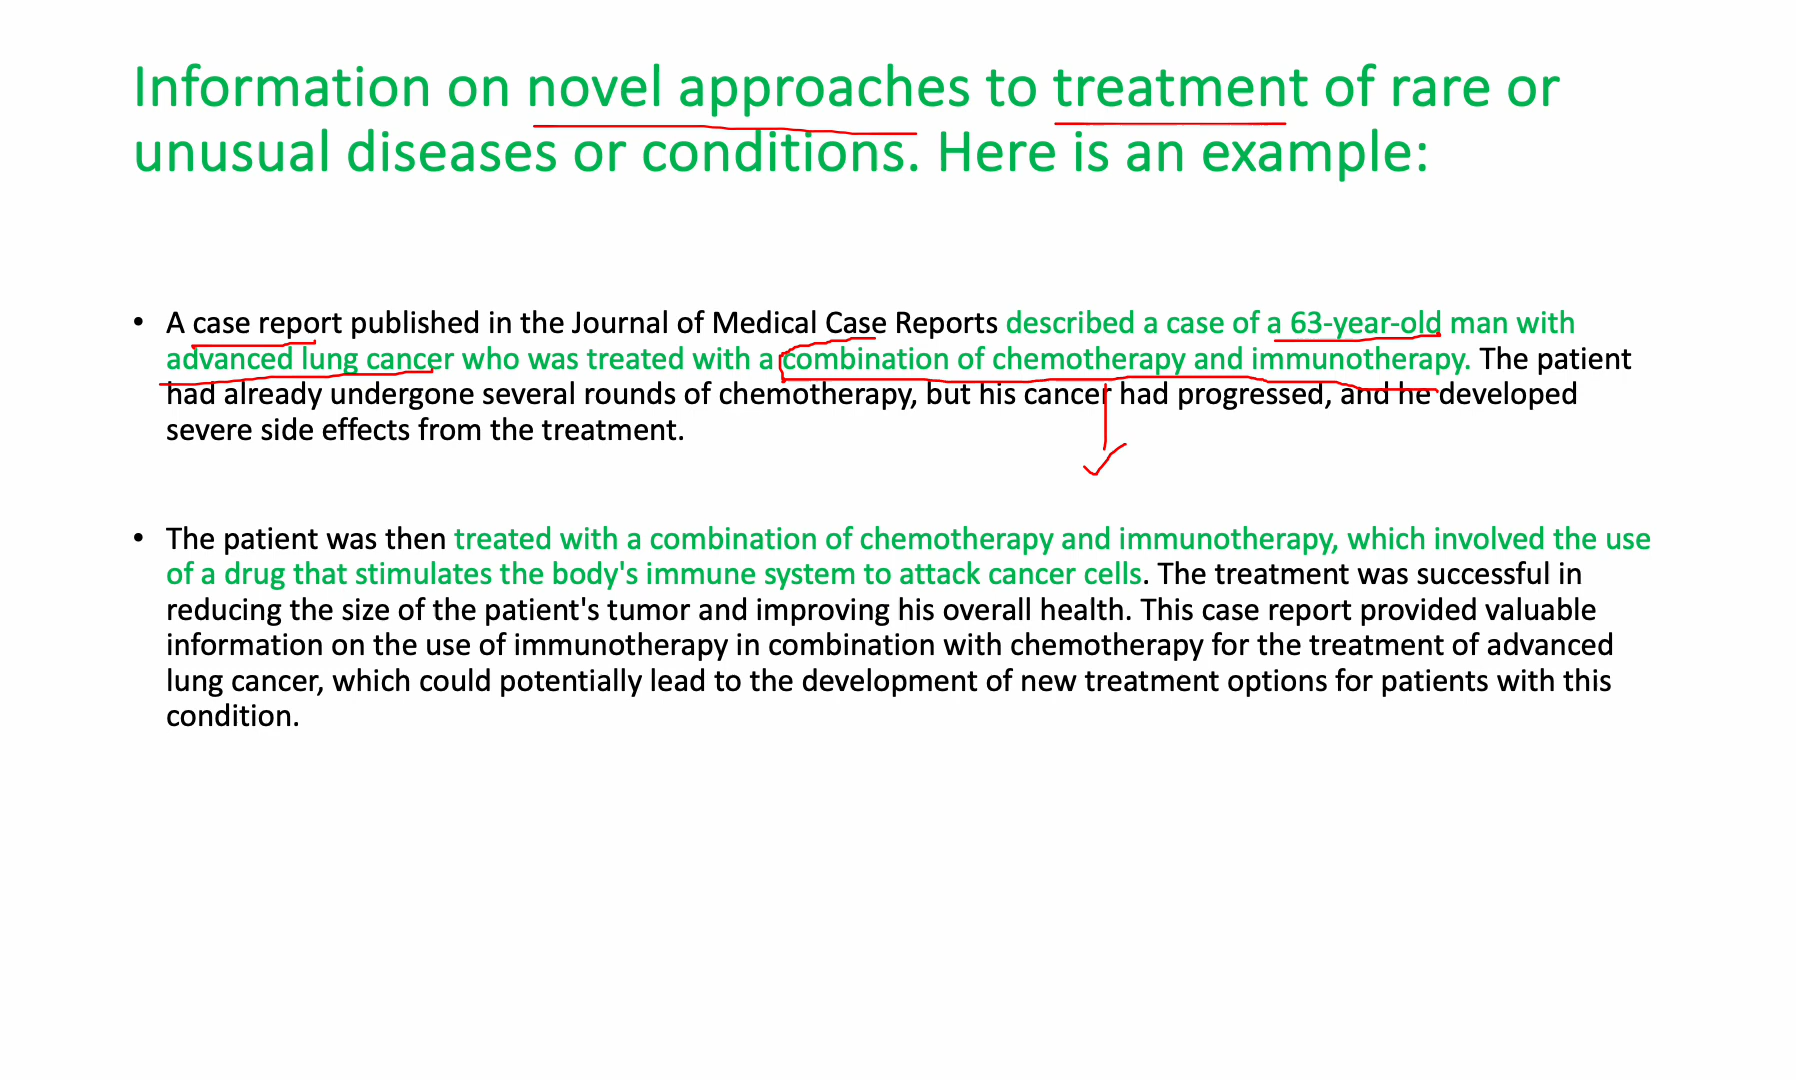 Information on novel approaches to treatment of rare or
unusual diseases or conditions. Here is an example:
• A case report published in the Journal of Medical Case Reports described a case of a 63-year-old man with
advanced lung cancer who was treated with a combination of chemotherapy and immunotherapy. The patient
had already undergone several rounds of chemotherapy, but his cancer had progressed, and he developed
severe side effects from the treatment.
• The patient was then treated with a combination of chemotherapy and immunotherapy, which involved the use
of a drug that stimulates the body's immune system to attack cancer cells. The treatment was successful in
reducing the size of the patient's tumor and improving his overall health. This case report provided valuable
information on the use of immunotherapy in combination with chemotherapy for the treatment of advanced
lung cancer, which could potentially lead to the development of new treatment options for patients with this
condition.